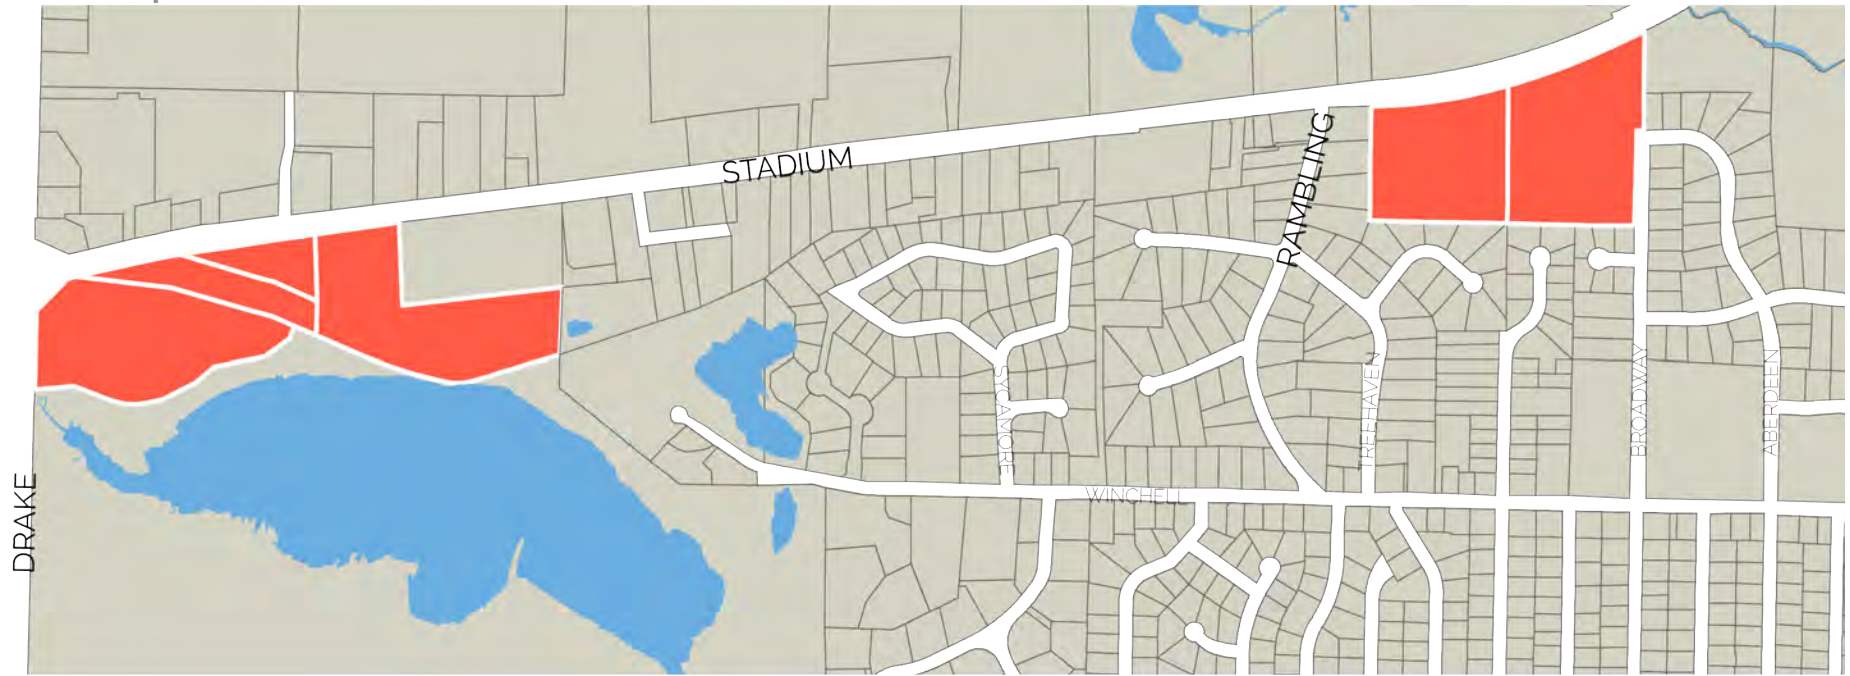 STADIUM
RAMBLING
SYCAMORE
TREEHAVEN
BROADWAY
ABERDEEN
DRAKE
WINCHELL